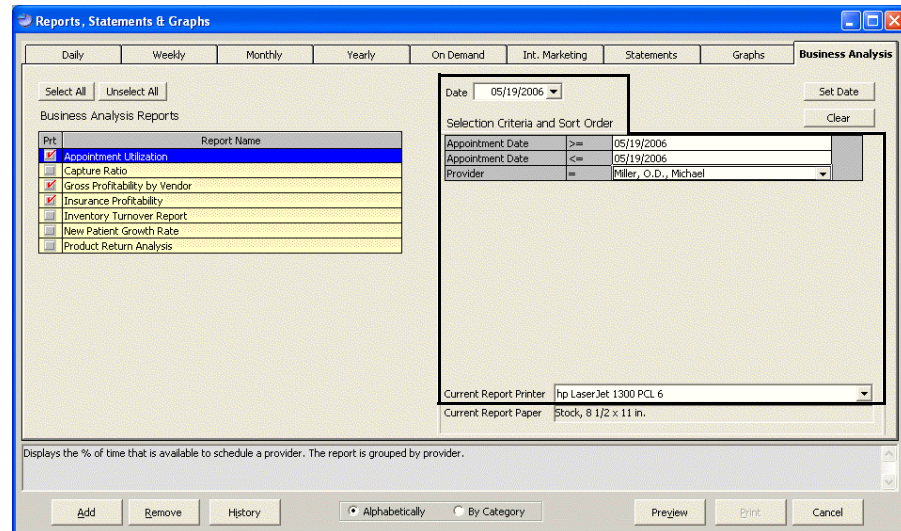 Reports, Statements & Graphs
Daily Weekly Monthly Yearly On Demand Int. Marketing Statements Graphs Business Analysis
Select All Unselect All
Business Analysis Reports
Prt Report Name
Appointment Utilization
Capture Ratio
Gross Profitability by Vendor
Insurance Profitability
Inventory Turnover Report
New Patient Growth Rate
Product Return Analysis
Date 05/19/2006 Set Date
Clear
Selection Criteria and Sort Order
Appointment Date >= 05/19/2006
Appointment Date <= 05/19/2006
Provider = Miller, O.D., Michael
Current Report Printer hp LaserJet 1300 PCL 6
Current Report Paper Stock, 8 1/2 x 11 in.
Displays the % of time that is available to schedule a provider. The report is grouped by provider.
Add Remove History Alphabetically By Category Preview Print Cancel